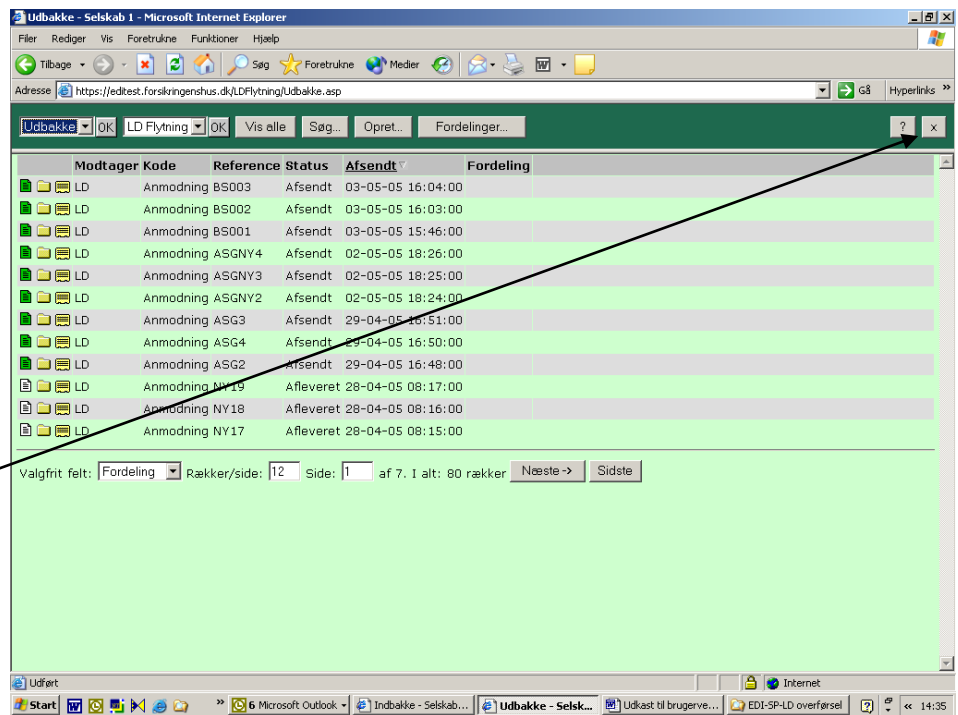 Udbakke - Selskab 1 - Microsoft Internet Explorer
Filer Rediger Vis Foretrukne Funktioner Hjælp
Tilbage Søg Foretrukne Medier
Adresse https://editest.forsikringenshus.dk/LDFlytning/Udbakke.asp Gå Hyperlinks »
Udbakke OK LD Flytning OK Vis alle Søg... Opret... Fordelinger... ? x
Modtager Kode Reference Status Afsendt Fordeling
LD Anmodning BS003 Afsendt 03-05-05 16:04:00
LD Anmodning BS002 Afsendt 03-05-05 16:03:00
LD Anmodning BS001 Afsendt 03-05-05 15:46:00
LD Anmodning ASGNY4 Afsendt 02-05-05 18:26:00
LD Anmodning ASGNY3 Afsendt 02-05-05 18:25:00
LD Anmodning ASGNY2 Afsendt 02-05-05 18:24:00
LD Anmodning ASG3 Afsendt 29-04-05 16:51:00
LD Anmodning ASG4 Afsendt 29-04-05 16:50:00
LD Anmodning ASG2 Afsendt 29-04-05 16:48:00
LD Anmodning NY19 Afleveret 28-04-05 08:17:00
LD Anmodning NY18 Afleveret 28-04-05 08:16:00
LD Anmodning NY17 Afleveret 28-04-05 08:15:00
Valgfrit felt: Fordeling Rækker/side: 12 Side: 1 af 7. I alt: 80 rækker Næste -> Sidste
Udført Internet
Start » 6 Microsoft Outlook Indbakke - Selskab... Udbakke - Selsk... Udkast til brugerve... EDI-SP-LD overførsel « 14:35